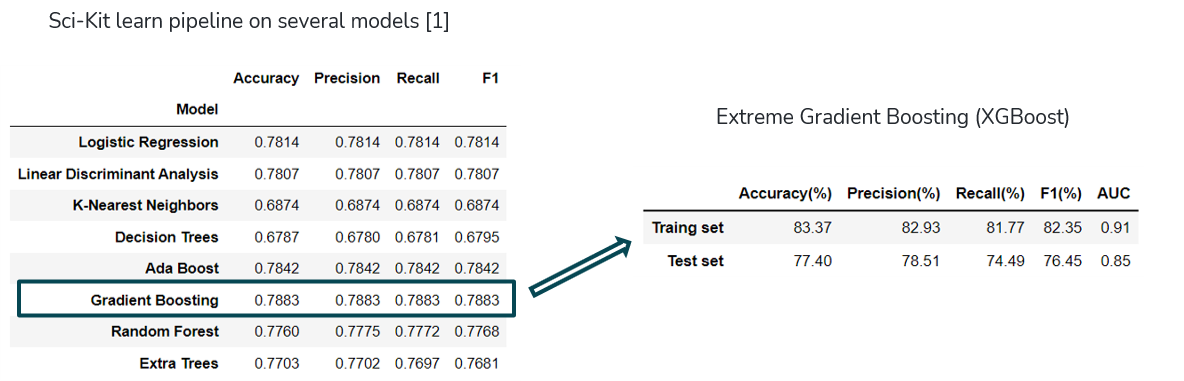 Sci-Kit learn pipeline on several models [1]
Accuracy Precision Recall F1
Model
Logistic Regression 0.7814 0.7814 0.7814 0.7814
Linear Discriminant Analysis 0.7807 0.7807 0.7807 0.7807
K-Nearest Neighbors 0.6874 0.6874 0.6874 0.6874
Decision Trees 0.6787 0.6780 0.6781 0.6795
Ada Boost 0.7842 0.7842 0.7842 0.7842
Gradient Boosting 0.7883 0.7883 0.7883 0.7883
Random Forest 0.7760 0.7775 0.7772 0.7768
Extra Trees 0.7703 0.7702 0.7697 0.7681
Extreme Gradient Boosting (XGBoost)
Accuracy(%) Precision(%) Recall(%) F1(%) AUC
Traing set 83.37 82.93 81.77 82.35 0.91
Test set 77.40 78.51 74.49 76.45 0.85